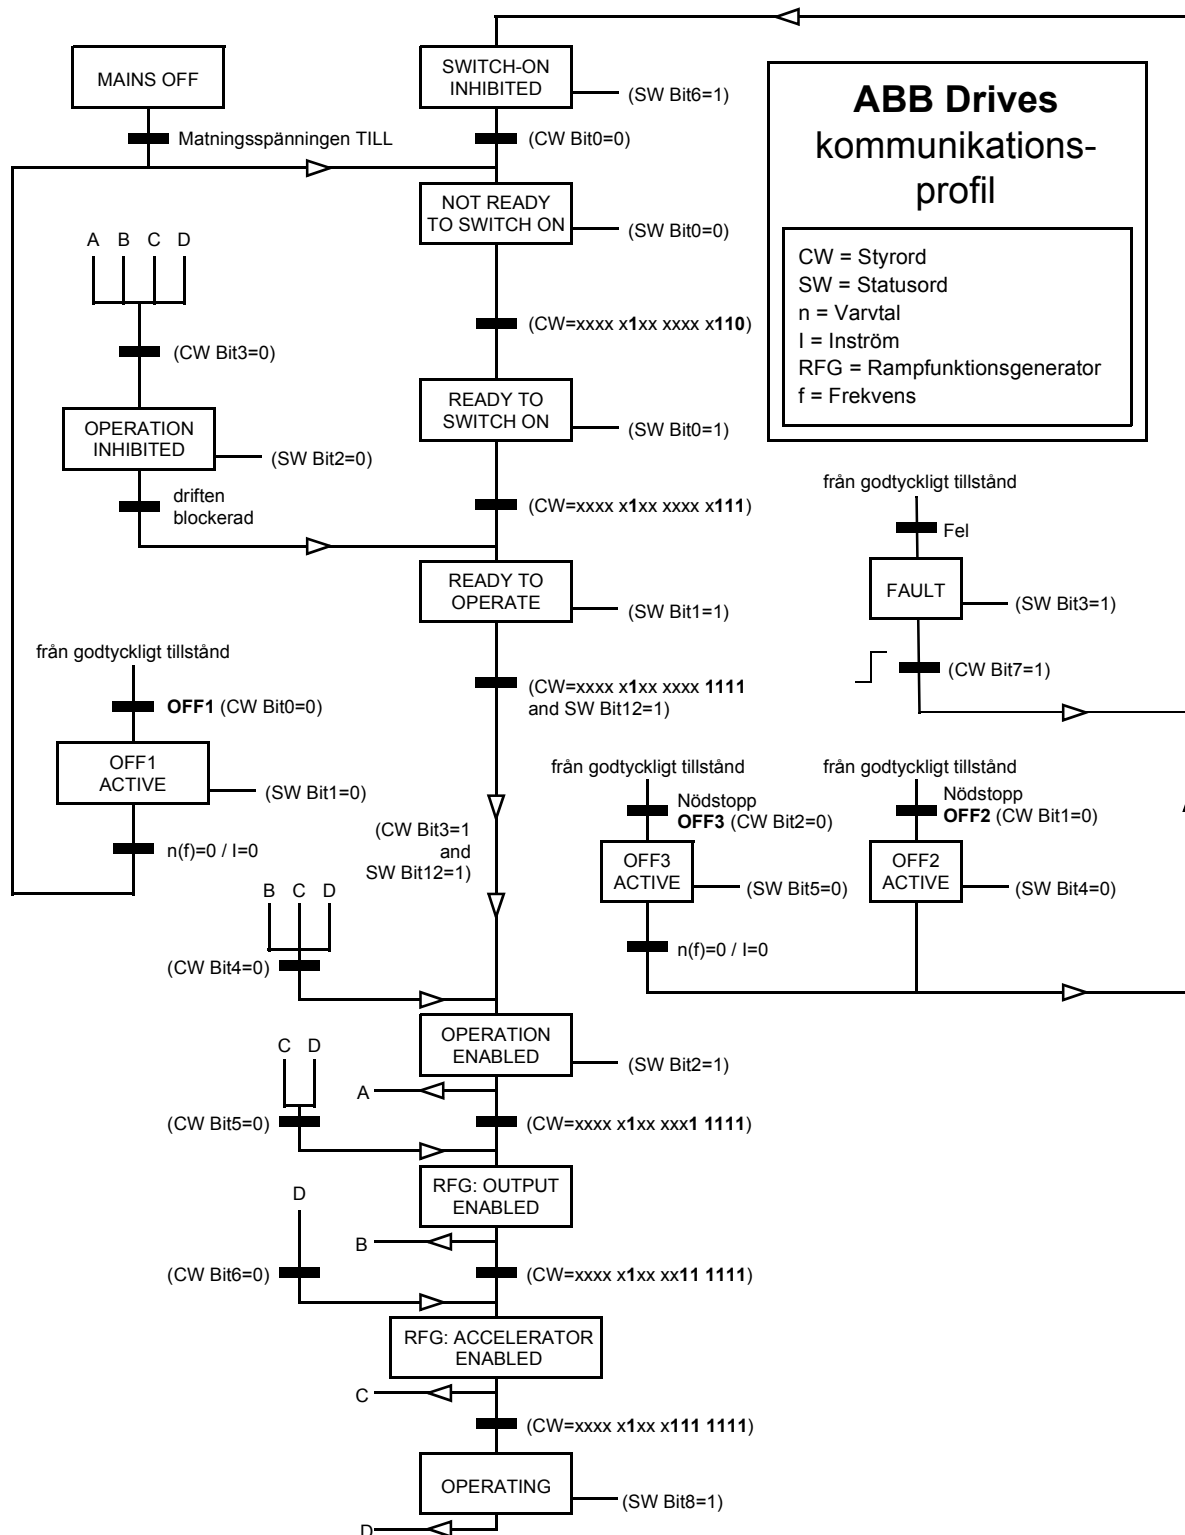 MAINS OFF
Matningsspänningen TILL
SWITCH-ON
INHIBITED
(SW Bit6=1)
(CW Bit0=0)
NOT READY
TO SWITCH ON
(SW Bit0=0)
ABB Drives
kommunikations-
profil
CW = Styrord
SW = Statusord
n = Varvtal
I = Inström
RFG = Rampfunktionsgenerator
f = Frekvens
A B C D
(CW Bit3=0)
OPERATION
INHIBITED
(SW Bit2=0)
driften
blockerad
(CW=xxxx x1xx xxxx x110)
READY TO
SWITCH ON
(SW Bit0=1)
(CW=xxxx x1xx xxxx x111)
READY TO
OPERATE
(SW Bit1=1)
(CW=xxxx x1xx xxxx 1111
and SW Bit12=1)
från godtyckligt tillstånd
Fel
FAULT
(SW Bit3=1)
(CW Bit7=1)
från godtyckligt tillstånd
OFF1 (CW Bit0=0)
OFF1
ACTIVE
(SW Bit1=0)
n(f)=0 / I=0
(CW Bit3=1
and
SW Bit12=1)
från godtyckligt tillstånd
Nödstopp
OFF3 (CW Bit2=0)
OFF3
ACTIVE
(SW Bit5=0)
n(f)=0 / I=0
från godtyckligt tillstånd
Nödstopp
OFF2 (CW Bit1=0)
OFF2
ACTIVE
(SW Bit4=0)
B C D
(CW Bit4=0)
OPERATION
ENABLED
(SW Bit2=1)
A
C D
(CW Bit5=0)
(CW=xxxx x1xx xxx1 1111)
RFG: OUTPUT
ENABLED
B
D
(CW Bit6=0)
(CW=xxxx x1xx xx11 1111)
RFG: ACCELERATOR
ENABLED
C
(CW=xxxx x1xx x111 1111)
OPERATING
(SW Bit8=1)
D